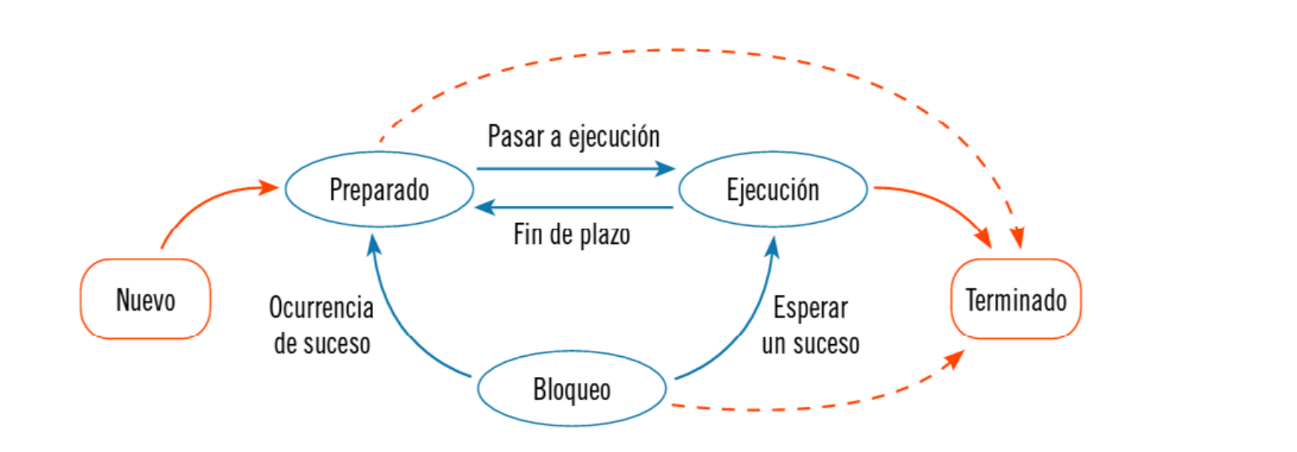 Pasar a ejecución
Preparado
Ejecución
Fin de plazo
Nuevo
Ocurrencia
de suceso
Esperar
un suceso
Terminado
Bloqueo